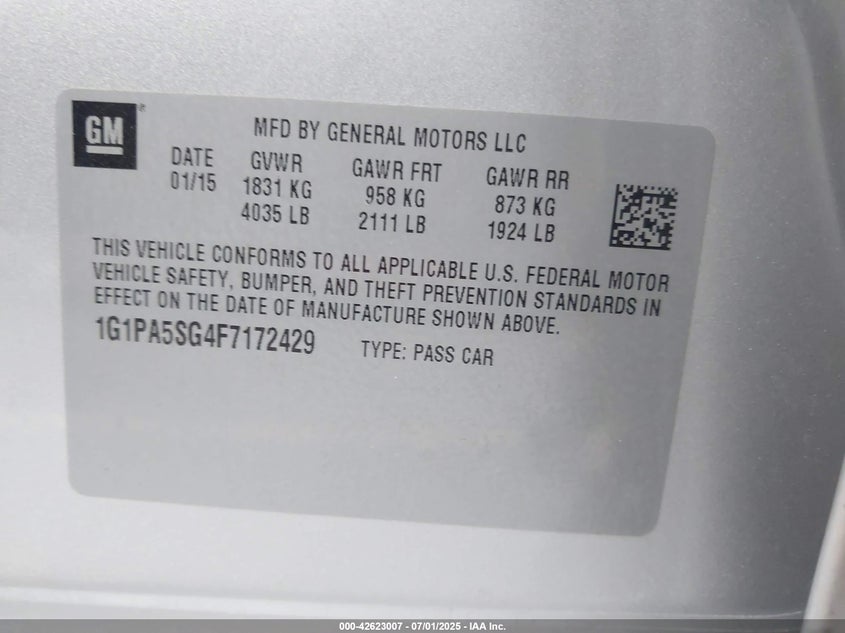 GM®
MFD BY GENERAL MOTORS LLC
DATE GVWR GAWR FRT GAWR RR
01/15 1831 KG 958 KG 873 KG
4035 LB 2111 LB 1924 LB
THIS VEHICLE CONFORMS TO ALL APPLICABLE U.S. FEDERAL MOTOR
VEHICLE SAFETY, BUMPER, AND THEFT PREVENTION STANDARDS IN
EFFECT ON THE DATE OF MANUFACTURE SHOWN ABOVE.
1G1PA5SG4F7172429 TYPE: PASS CAR
000-42623007 - 07/01/2025 - IAA Inc.